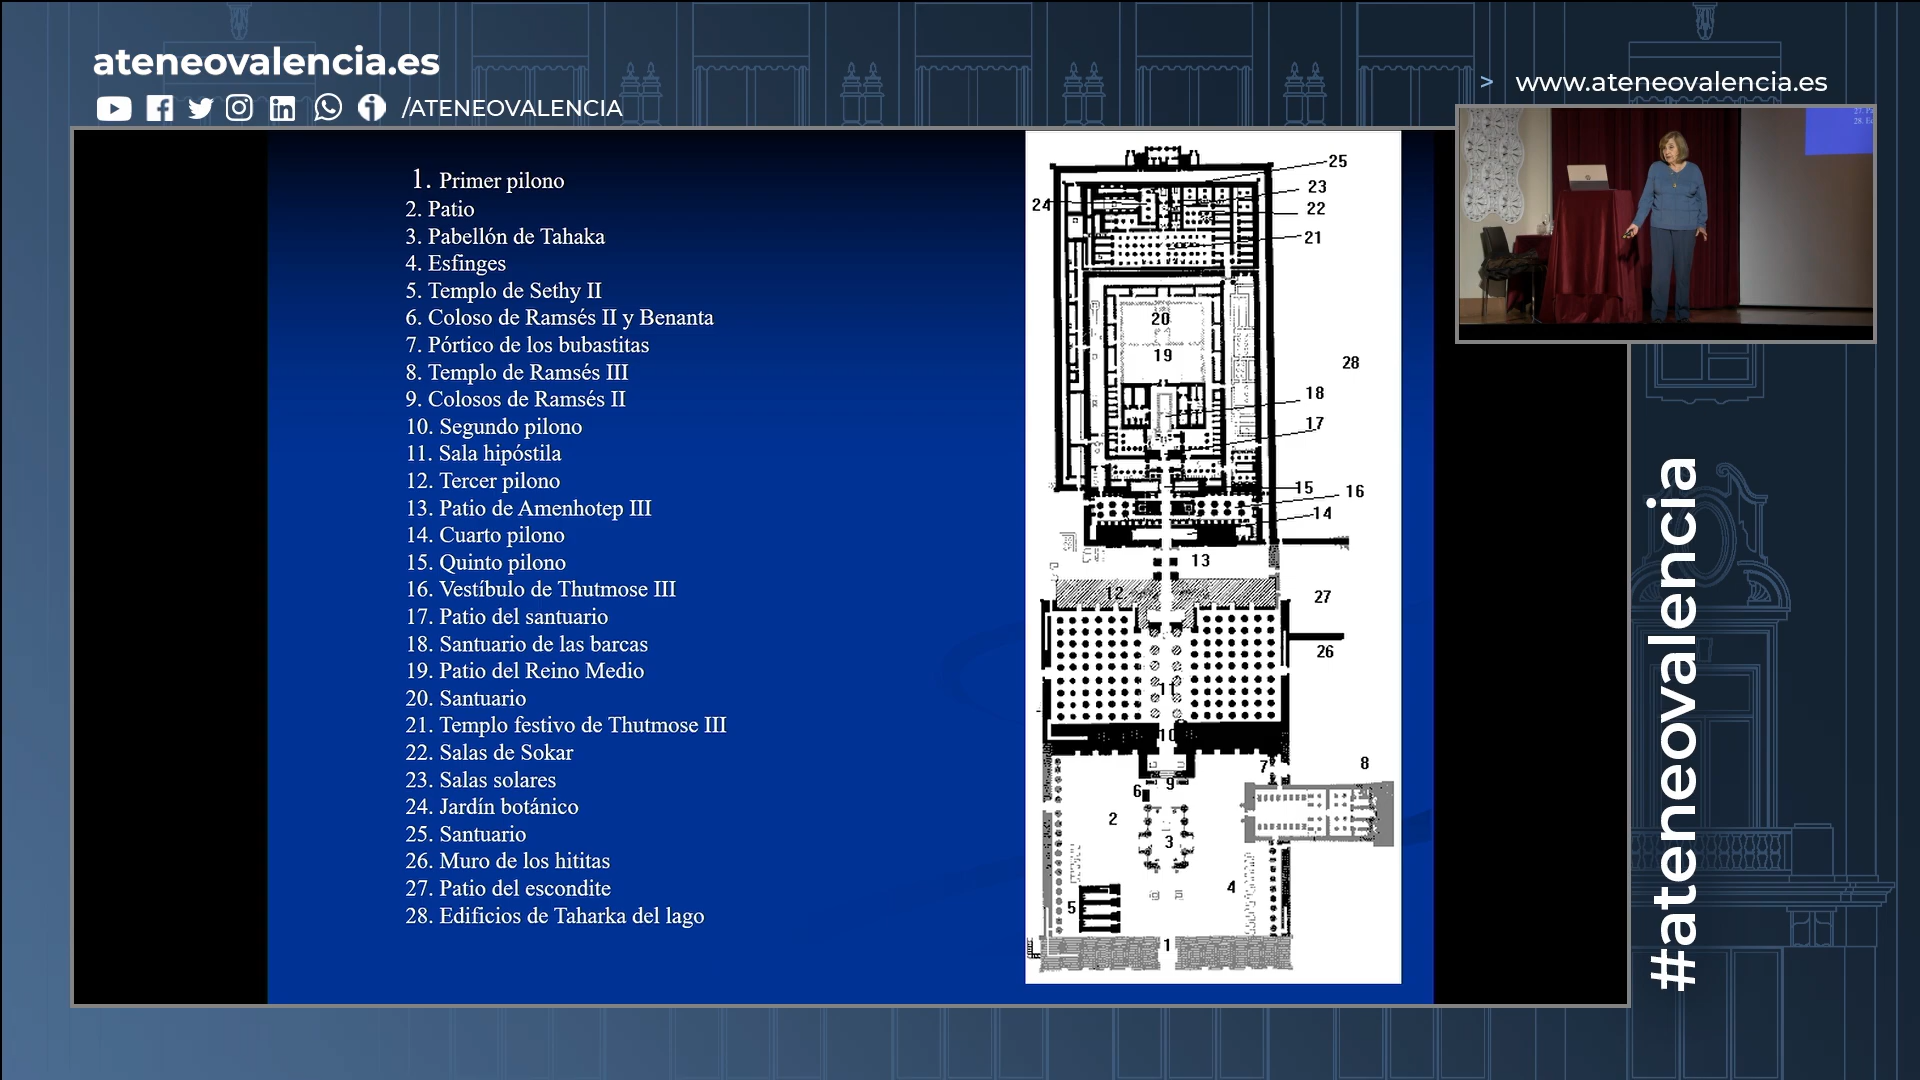 ateneovalencia.es
/ATENEOVALENCIA
> www.ateneovalencia.es
1. Primer pilono
2. Patio
3. Pabellón de Tahaka
4. Esfinges
5. Templo de Sethy II
6. Coloso de Ramsés II y Benanta
7. Pórtico de los bubastitas
8. Templo de Ramsés III
9. Colosos de Ramsés II
10. Segundo pilono
11. Sala hipóstila
12. Tercer pilono
13. Patio de Amenhotep III
14. Cuarto pilono
15. Quinto pilono
16. Vestíbulo de Thutmose III
17. Patio del santuario
18. Santuario de las barcas
19. Patio del Reino Medio
20. Santuario
21. Templo festivo de Thutmose III
22. Salas de Sokar
23. Salas solares
24. Jardín botánico
25. Santuario
26. Muro de los hititas
27. Patio del escondite
28. Edificios de Taharka del lago
25
23
24
22
21
20
19
28
18
17
15
16
14
13
12
27
26
11
10
7
8
9
6
2
3
4
5
1
#ateneovalencia